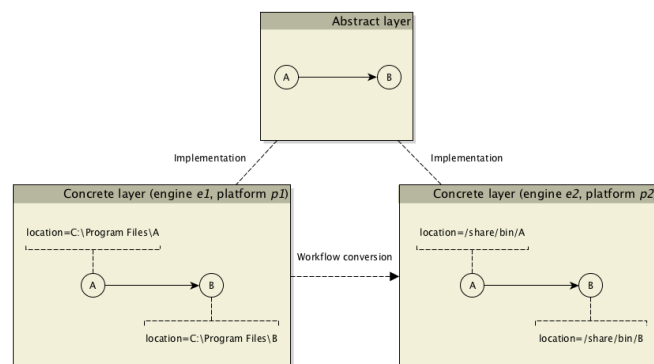 Abstract layer
A
B
Implementation
Implementation
Concrete layer (engine e1, platform p1)
Concrete layer (engine e2, platform p2
location=C:\Program Files\A
location=/share/bin/A
Workflow conversion
A
B
A
B
location=C:\Program Files\B
location=/share/bin/B